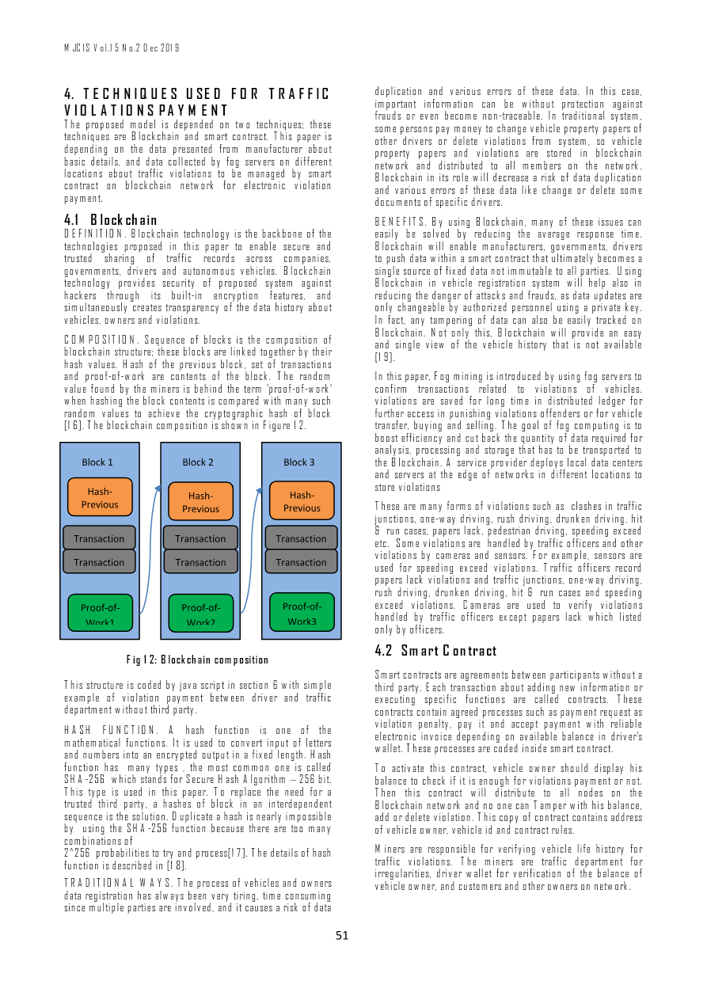 MJCIS Vol.15 No.2 Dec 2019
4. TECHNIQUES USED FOR TRAFFIC
VIOLATIONS PAYMENT
The proposed model is depended on two techniques; these
techniques are Blockchain and smart contract. This paper is
depending on the data presented from manufacturer about
basic details, and data collected by fog servers on different
locations about traffic violations to be managed by smart
contract on blockchain network for electronic violation
payment.
4.1 Blockchain
DEFINITION. Blockchain technology is the backbone of the
technologies proposed in this paper to enable secure and
trusted sharing of traffic records across companies,
governments, drivers and autonomous vehicles. Blockchain
technology provides security of proposed system against
hackers through its built-in encryption features, and
simultaneously creates transparency of the data history about
vehicles, owners and violations.
COMPOSITION. Sequence of blocks is the composition of
blockchain structure; these blocks are linked together by their
hash values. Hash of the previous block, set of transactions
and proof-of-work are contents of the block. The random
value found by the miners is behind the term 'proof-of-work'
when hashing the block contents is compared with many such
random values to achieve the cryptographic hash of block
[16]. The blockchain composition is shown in Figure 12.
Block 1
Hash-
Previous
Transaction
Transaction
Proof-of-
Work1
Block 2
Hash-
Previous
Transaction
Transaction
Proof-of-
Work2
Block 3
Hash-
Previous
Transaction
Transaction
Proof-of-
Work3
Fig 12: Blockchain composition
This structure is coded by java script in section 6 with simple
example of violation payment between driver and traffic
department without third party.
HASH FUNCTION. A hash function is one of the
mathematical functions. It is used to convert input of letters
and numbers into an encrypted output in a fixed length. Hash
function has many types , the most common one is called
SHA-256 which stands for Secure Hash Algorithm – 256 bit.
This type is used in this paper. To replace the need for a
trusted third party, a hashes of block in an interdependent
sequence is the solution. Duplicate a hash is nearly impossible
by using the SHA-256 function because there are too many
combinations of
2^256 probabilities to try and process[17]. The details of hash
function is described in [18].
TRADITIONAL WAYS. The process of vehicles and owners
data registration has always been very tiring, time consuming
since multiple parties are involved, and it causes a risk of data
duplication and various errors of these data. In this case,
important information can be without protection against
frauds or even become non-traceable. In traditional system,
some persons pay money to change vehicle property papers of
other drivers or delete violations from system, so vehicle
property papers and violations are stored in blockchain
network and distributed to all members on the network.
Blockchain in its role will decrease a risk of data duplication
and various errors of these data like change or delete some
documents of specific drivers.
BENEFITS. By using Blockchain, many of these issues can
easily be solved by reducing the average response time.
Blockchain will enable manufacturers, governments, drivers
to push data within a smart contract that ultimately becomes a
single source of fixed data not immutable to all parties. Using
Blockchain in vehicle registration system will help also in
reducing the danger of attacks and frauds, as data updates are
only changeable by authorized personnel using a private key.
In fact, any tampering of data can also be easily tracked on
Blockchain. Not only this, Blockchain will provide an easy
and single view of the vehicle history that is not available
[19].
In this paper, Fog mining is introduced by using fog servers to
confirm transactions related to violations of vehicles.
violations are saved for long time in distributed ledger for
further access in punishing violations offenders or for vehicle
transfer, buying and selling. The goal of fog computing is to
boost efficiency and cut back the quantity of data required for
analysis, processing and storage that has to be transported to
the Blockchain. A service provider deploys local data centers
and servers at the edge of networks in different locations to
store violations
These are many forms of violations such as clashes in traffic
junctions, one-way driving, rush driving, drunken driving, hit
& run cases, papers lack, pedestrian driving, speeding exceed
etc. Some violations are handled by traffic officers and other
violations by cameras and sensors. For example, sensors are
used for speeding exceed violations. Traffic officers record
papers lack violations and traffic junctions, one-way driving,
rush driving, drunken driving, hit & run cases and speeding
exceed violations. Cameras are used to verify violations
handled by traffic officers except papers lack which listed
only by officers.
4.2 Smart Contract
Smart contracts are agreements between participants without a
third party. Each transaction about adding new information or
executing specific functions are called contracts. These
contracts contain agreed processes such as payment request as
violation penalty, pay it and accept payment with reliable
electronic invoice depending on available balance in driver's
wallet. These processes are coded inside smart contract.
To activate this contract, vehicle owner should display his
balance to check if it is enough for violations payment or not.
Then this contract will distribute to all nodes on the
Blockchain network and no one can Tamper with his balance,
add or delete violation. This copy of contract contains address
of vehicle owner, vehicle id and contract rules.
Miners are responsible for verifying vehicle life history for
traffic violations. The miners are traffic department for
irregularities, driver wallet for verification of the balance of
vehicle owner, and customers and other owners on network.
51